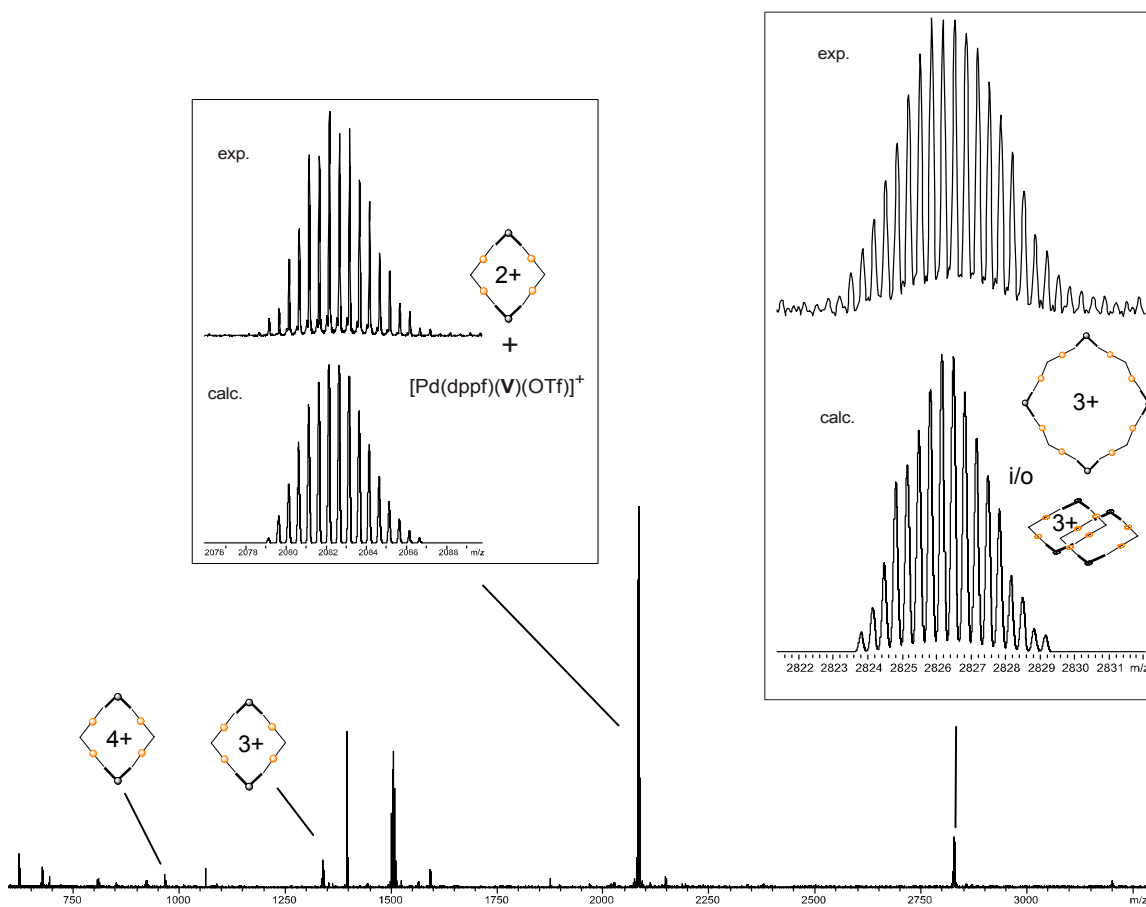 exp.
2+
+
[Pd(dppf)(V)(OTf)]+
calc.
2076 2078 2080 2082 2084 2086 2088 m/z
exp.
3+
calc.
i/o
3+
2822 2823 2824 2825 2826 2827 2828 2829 2830 2831 m/z
4+
3+
750 1000 1250 1500 1750 2000 2250 2500 2750 3000 m/z